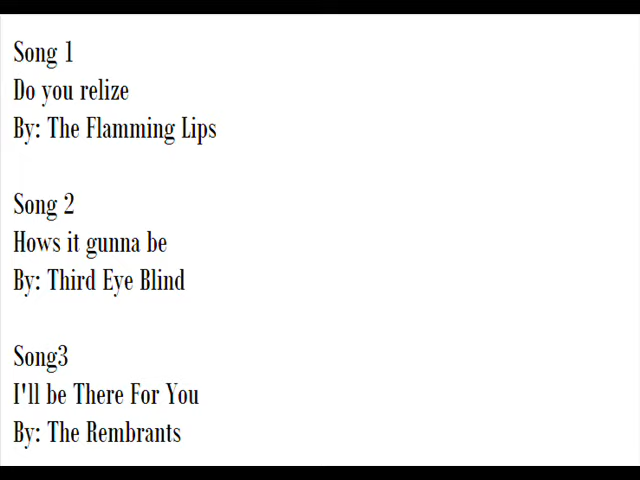 Song 1
Do you relize
By: The Flamming Lips
Song 2
Hows it gunna be
By: Third Eye Blind
Song3
I'll be There For You
By: The Rembrants